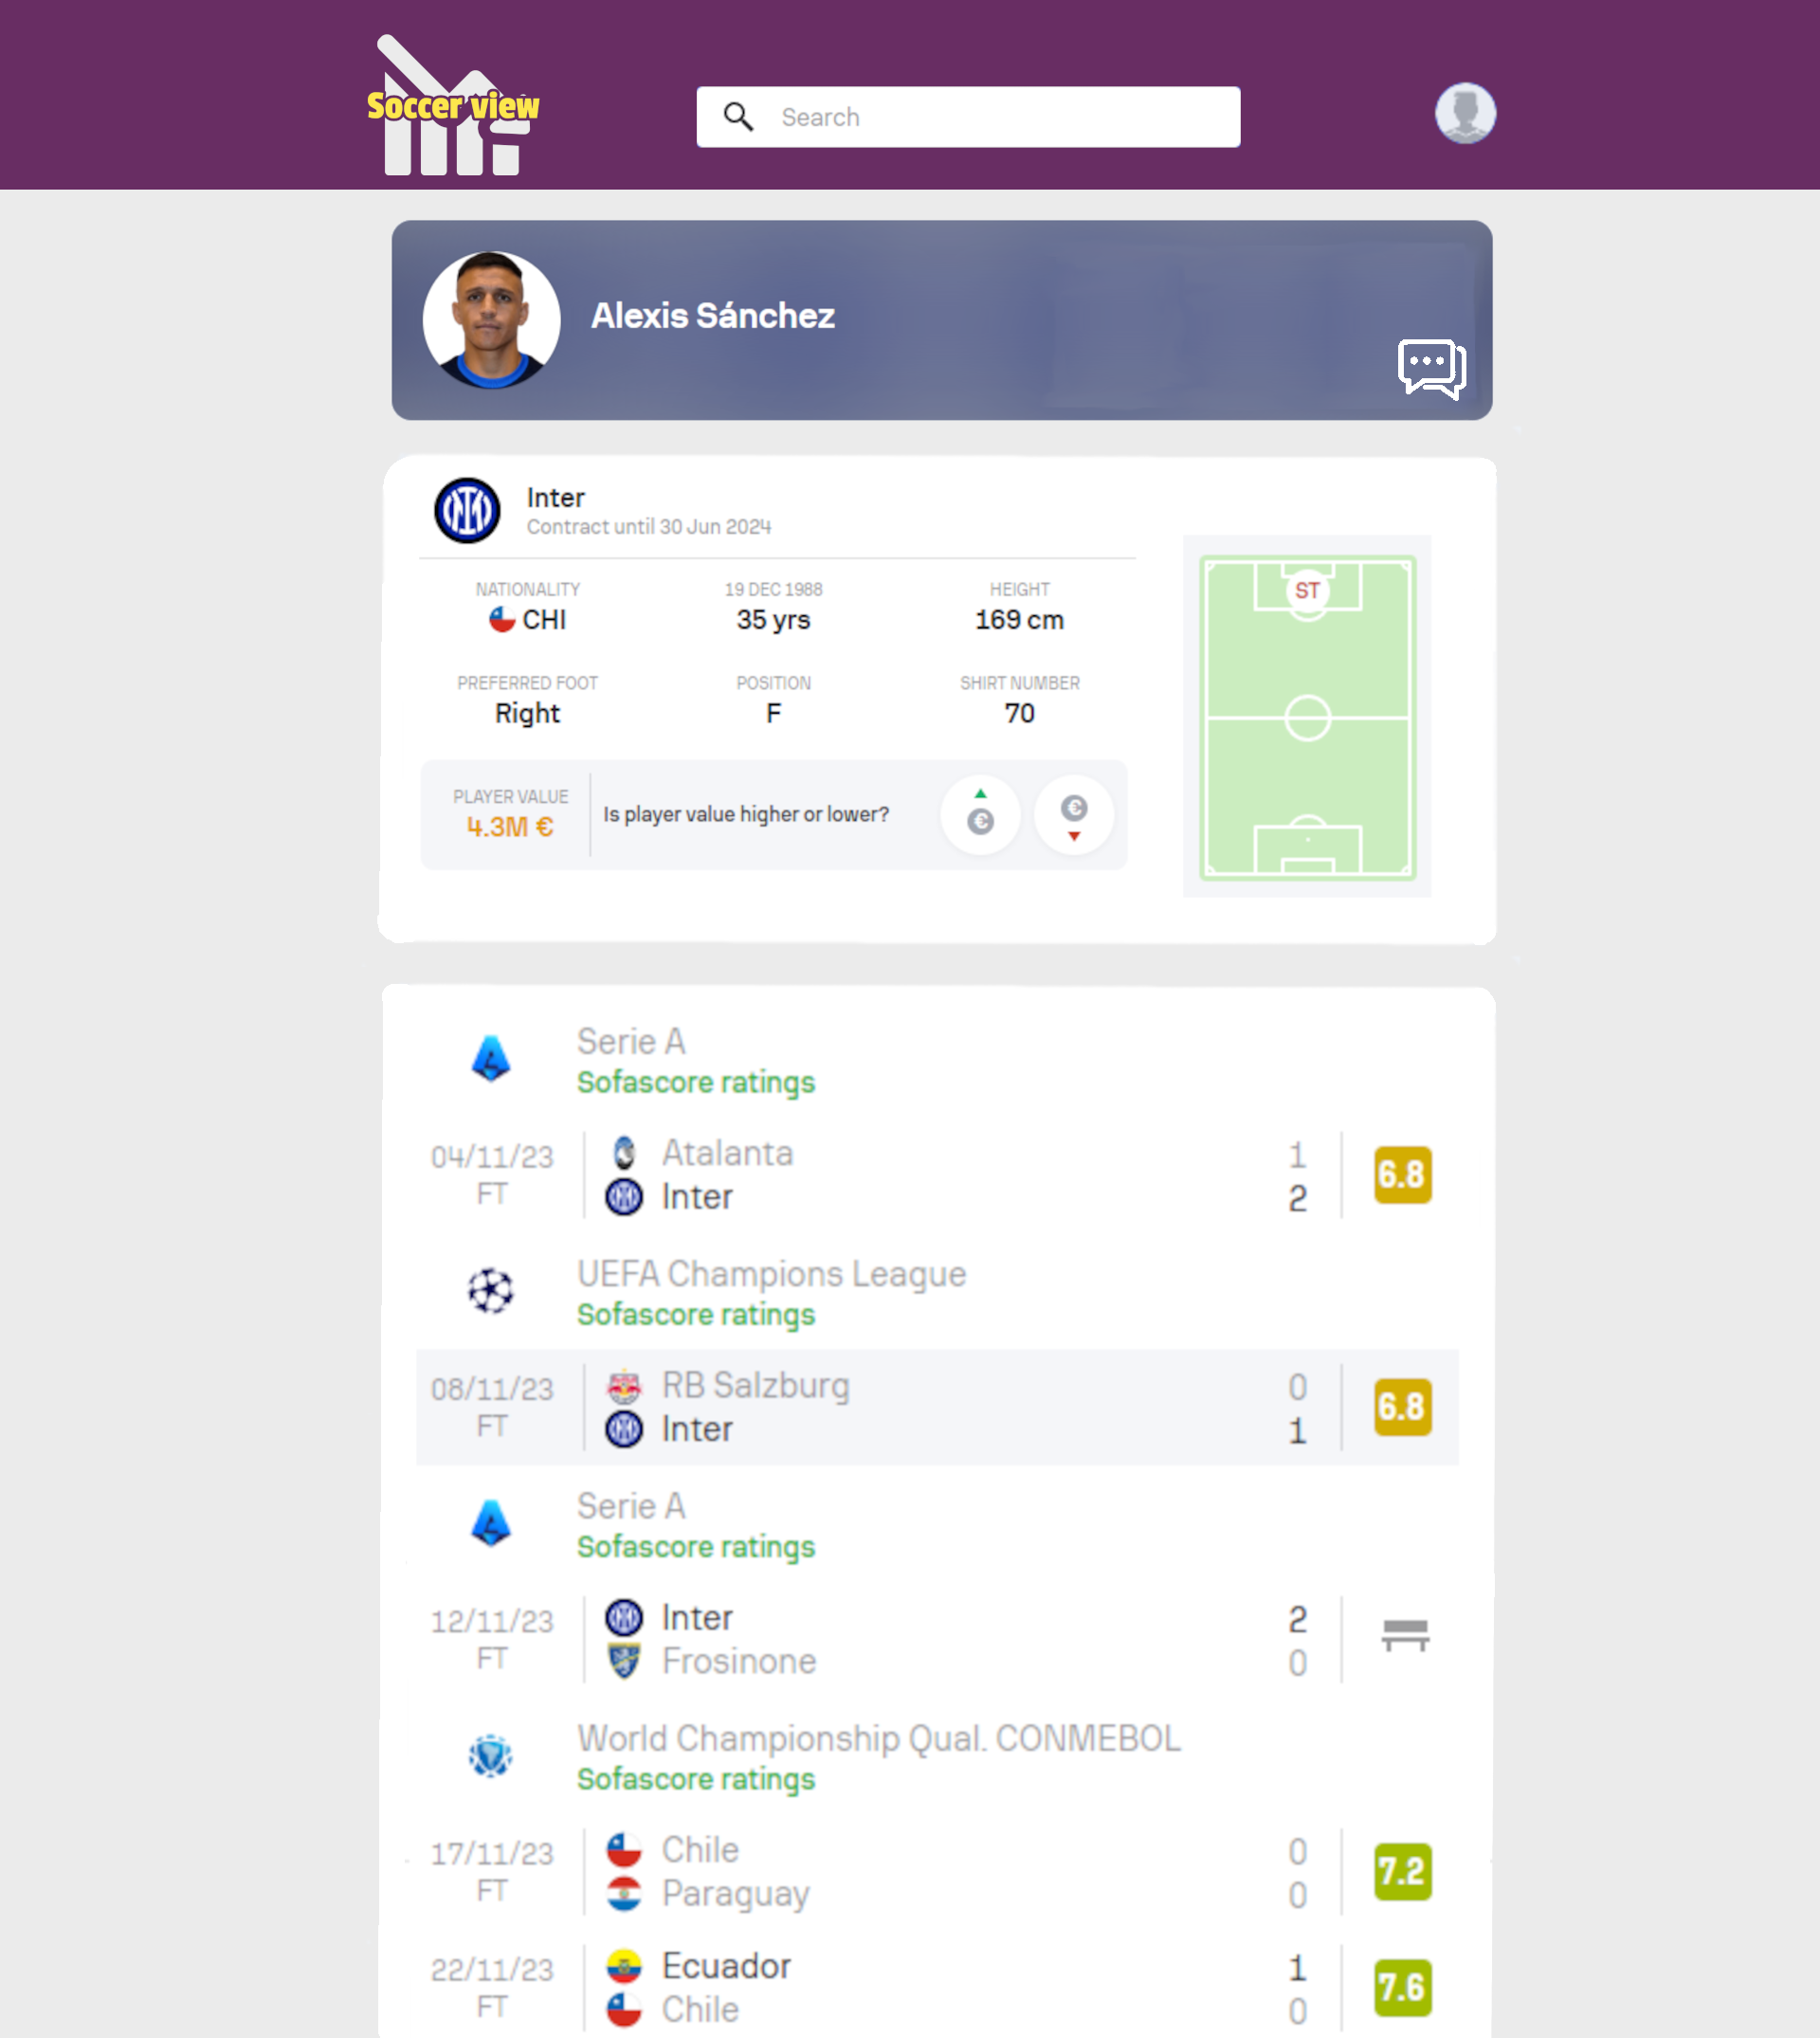 Soccer view
Search
Alexis Sánchez
Inter
Contract until 30 Jun 2024
NATIONALITY
CHI
19 DEC 1988
35 yrs
HEIGHT
169 cm
PREFERRED FOOT
Right
POSITION
F
SHIRT NUMBER
70
PLAYER VALUE
4.3M €
Is player value higher or lower?
€
€
ST
Serie A
Sofascore ratings
04/11/23
FT
Atalanta 1
Inter 2
6.8
UEFA Champions League
Sofascore ratings
08/11/23
FT
RB Salzburg 0
Inter 1
6.8
Serie A
Sofascore ratings
12/11/23
FT
Inter 2
Frosinone 0
World Championship Qual. CONMEBOL
Sofascore ratings
17/11/23
FT
Chile 0
Paraguay 0
7.2
22/11/23
FT
Ecuador 1
Chile 0
7.6